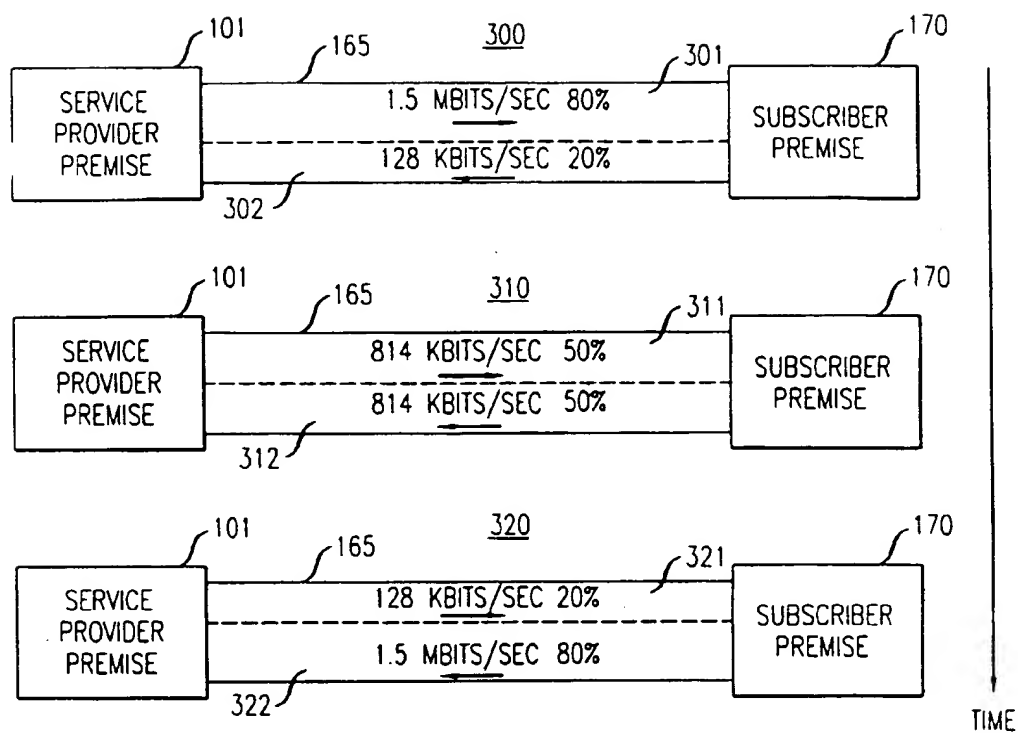 101
165
300
301
170
SERVICE
PROVIDER
PREMISE
1.5 MBITS/SEC 80%
128 KBITS/SEC 20%
SUBSCRIBER
PREMISE
302
101
165
310
311
170
SERVICE
PROVIDER
PREMISE
814 KBITS/SEC 50%
814 KBITS/SEC 50%
SUBSCRIBER
PREMISE
312
101
165
320
321
170
SERVICE
PROVIDER
PREMISE
128 KBITS/SEC 20%
1.5 MBITS/SEC 80%
SUBSCRIBER
PREMISE
322
TIME